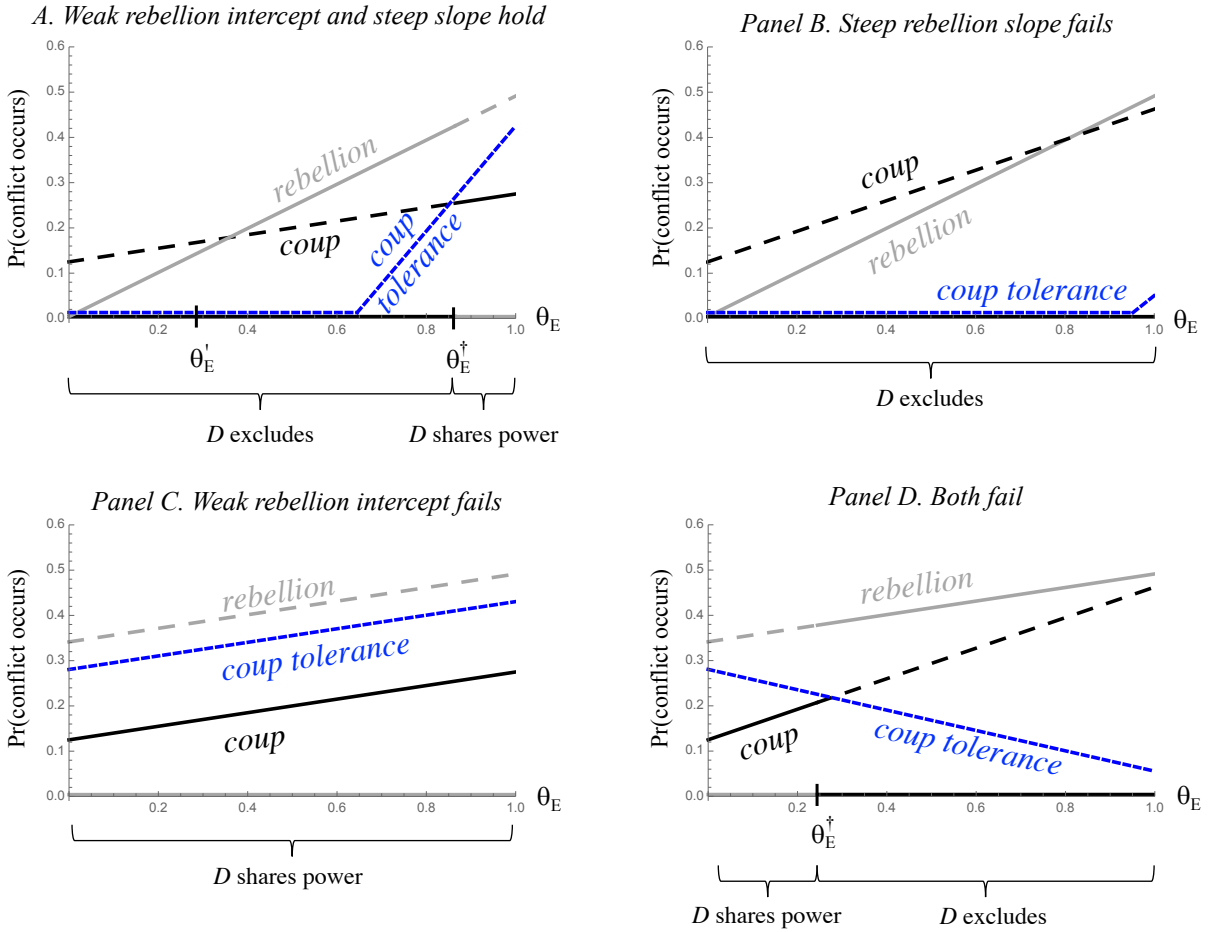 A. Weak rebellion intercept and steep slope hold
Pr(conflict occurs)
0.6
0.5
0.4
0.3
0.2
0.1
0.0
rebellion
coup
coup
tolerance
0.2
0.4
0.6
0.8
1.0
θE
θE'
θE†
D excludes
D shares power
Panel B. Steep rebellion slope fails
Pr(conflict occurs)
0.6
0.5
0.4
0.3
0.2
0.1
0.0
coup
rebellion
coup tolerance
0.2
0.4
0.6
0.8
1.0
θE
D excludes
Panel C. Weak rebellion intercept fails
Pr(conflict occurs)
0.6
0.5
0.4
0.3
0.2
0.1
0.0
rebellion
coup tolerance
coup
0.2
0.4
0.6
0.8
1.0
θE
D shares power
Panel D. Both fail
Pr(conflict occurs)
0.6
0.5
0.4
0.3
0.2
0.1
0.0
rebellion
coup
coup tolerance
0.2
0.4
0.6
0.8
1.0
θE
θE†
D shares power
D excludes